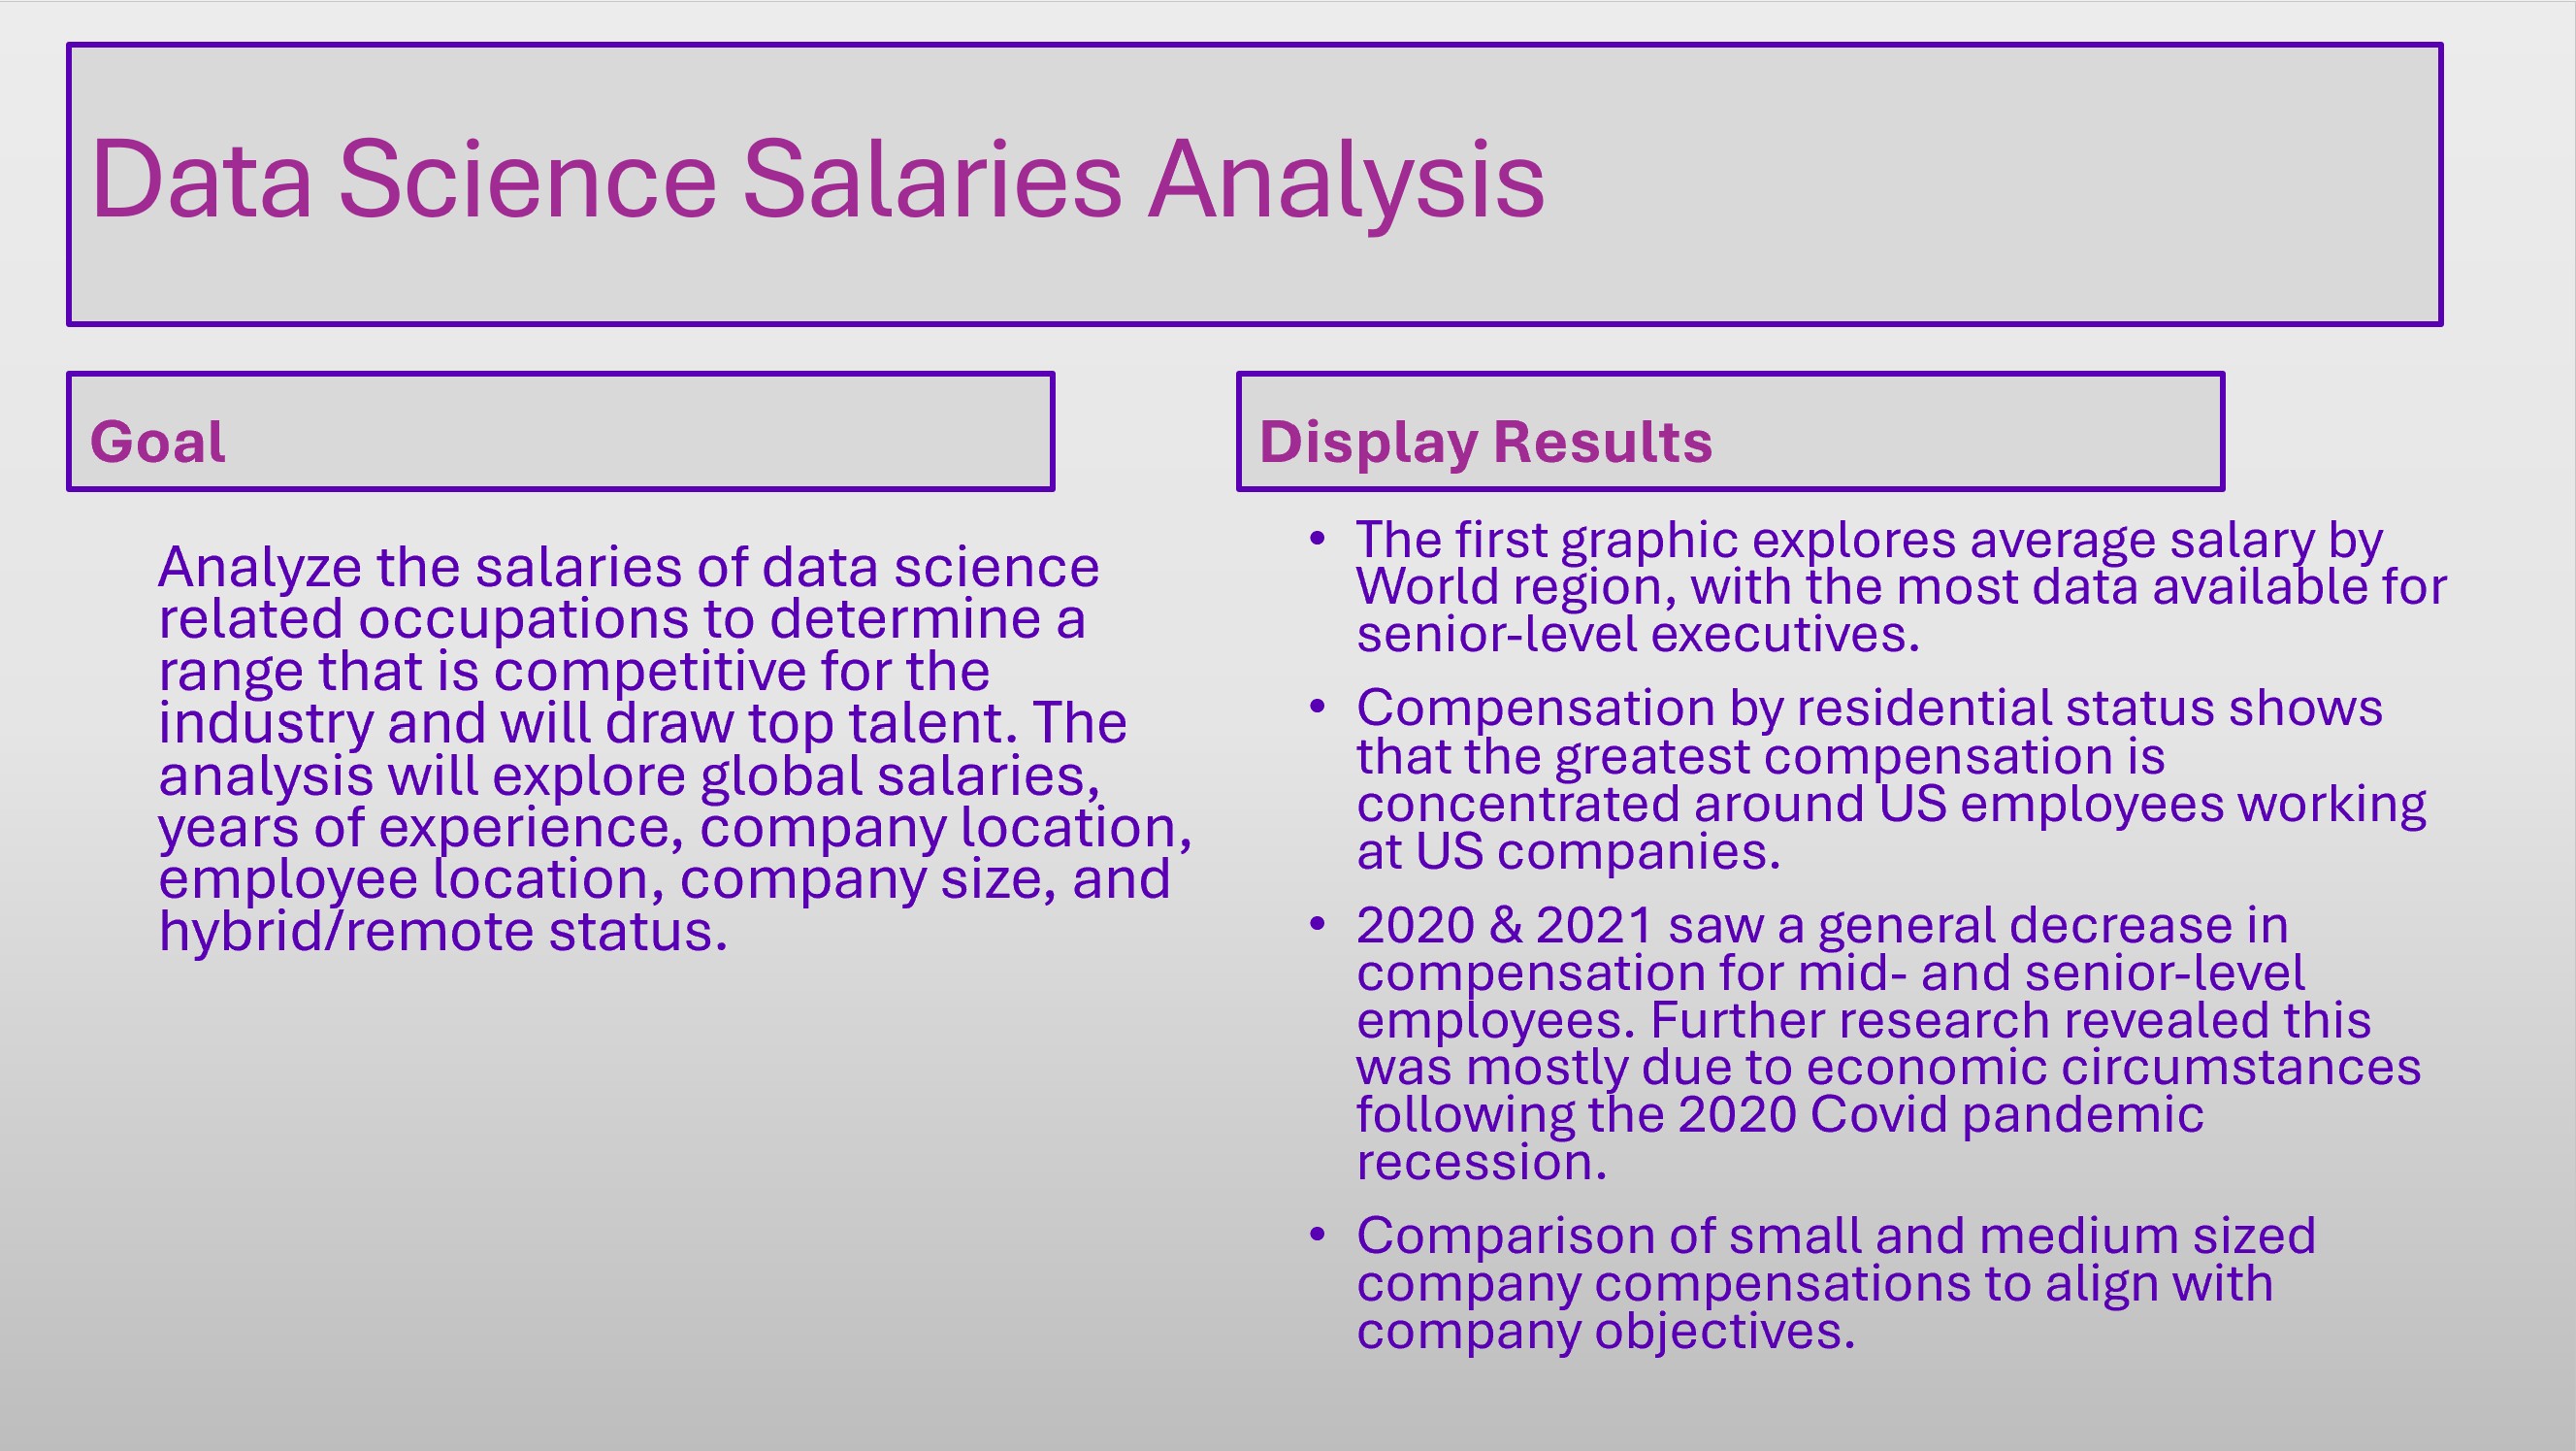 Data Science Salaries Analysis
Goal
Analyze the salaries of data science
related occupations to determine a
range that is competitive for the
industry and will draw top talent. The
analysis will explore global salaries,
years of experience, company location,
employee location, company size, and
hybrid/remote status.
Display Results
• The first graphic explores average salary by
World region, with the most data available for
senior-level executives.
• Compensation by residential status shows
that the greatest compensation is
concentrated around US employees working
at US companies.
• 2020 & 2021 saw a general decrease in
compensation for mid- and senior-level
employees. Further research revealed this
was mostly due to economic circumstances
following the 2020 Covid pandemic
recession.
• Comparison of small and medium sized
company compensations to align with
company objectives.